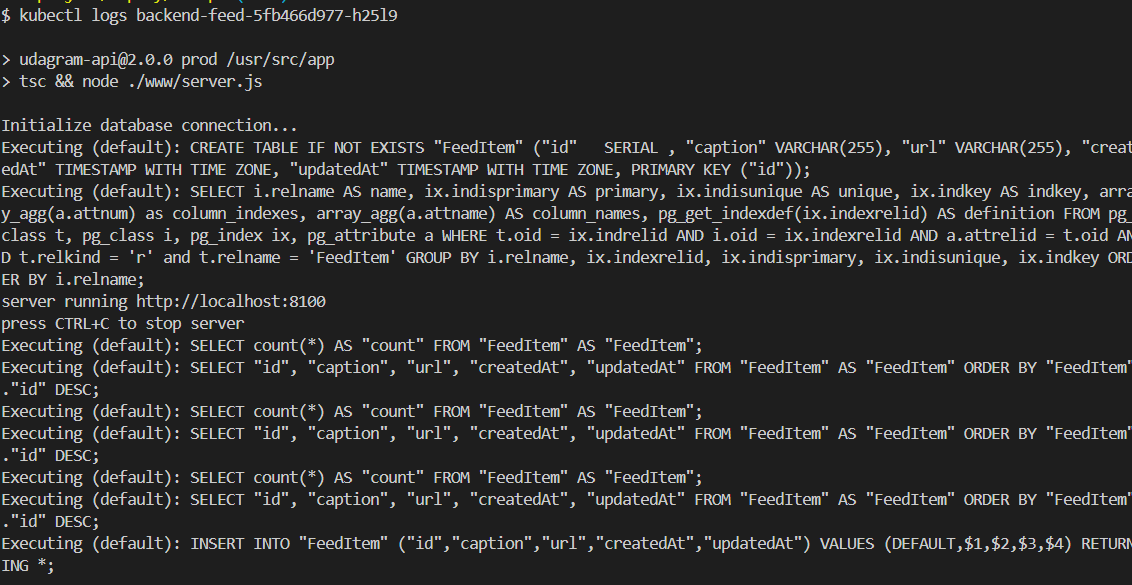 $ kubectl logs backend-feed-5fb466d977-h25l9
> udagram-api@2.0.0 prod /usr/src/app
> tsc && node ./www/server.js
Initialize database connection...
Executing (default): CREATE TABLE IF NOT EXISTS "FeedItem" ("id"   SERIAL , "caption" VARCHAR(255), "url" VARCHAR(255), "creat
edAt" TIMESTAMP WITH TIME ZONE, "updatedAt" TIMESTAMP WITH TIME ZONE, PRIMARY KEY ("id"));
Executing (default): SELECT i.relname AS name, ix.indisprimary AS primary, ix.indisunique AS unique, ix.indkey AS indkey, arra
y_agg(a.attnum) as column_indexes, array_agg(a.attname) AS column_names, pg_get_indexdef(ix.indexrelid) AS definition FROM pg_
class t, pg_class i, pg_index ix, pg_attribute a WHERE t.oid = ix.indrelid AND i.oid = ix.indexrelid AND a.attrelid = t.oid AN
D t.relkind = 'r' and t.relname = 'FeedItem' GROUP BY i.relname, ix.indexrelid, ix.indisprimary, ix.indisunique, ix.indkey ORD
ER BY i.relname;
server running http://localhost:8100
press CTRL+C to stop server
Executing (default): SELECT count(*) AS "count" FROM "FeedItem" AS "FeedItem";
Executing (default): SELECT "id", "caption", "url", "createdAt", "updatedAt" FROM "FeedItem" AS "FeedItem" ORDER BY "FeedItem"
."id" DESC;
Executing (default): SELECT count(*) AS "count" FROM "FeedItem" AS "FeedItem";
Executing (default): SELECT "id", "caption", "url", "createdAt", "updatedAt" FROM "FeedItem" AS "FeedItem" ORDER BY "FeedItem"
."id" DESC;
Executing (default): SELECT count(*) AS "count" FROM "FeedItem" AS "FeedItem";
Executing (default): SELECT "id", "caption", "url", "createdAt", "updatedAt" FROM "FeedItem" AS "FeedItem" ORDER BY "FeedItem"
."id" DESC;
Executing (default): INSERT INTO "FeedItem" ("id","caption","url","createdAt","updatedAt") VALUES (DEFAULT,$1,$2,$3,$4) RETURN
ING *;